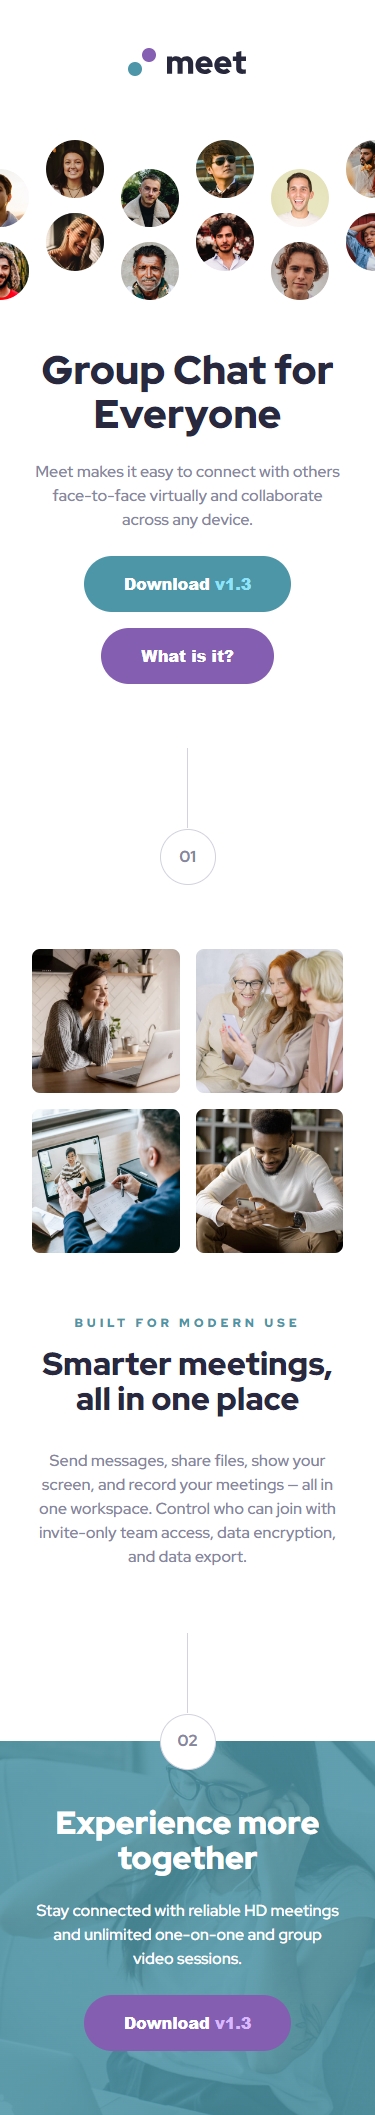 meet
Group Chat for
Everyone
Meet makes it easy to connect with others
face-to-face virtually and collaborate
across any device.
Download v1.3
What is it?
01
BUILT FOR MODERN USE
Smarter meetings,
all in one place
Send messages, share files, show your
screen, and record your meetings — all in
one workspace. Control who can join with
invite-only team access, data encryption,
and data export.
02
Experience more
together
Stay connected with reliable HD meetings
and unlimited one-on-one and group
video sessions.
Download v1.3